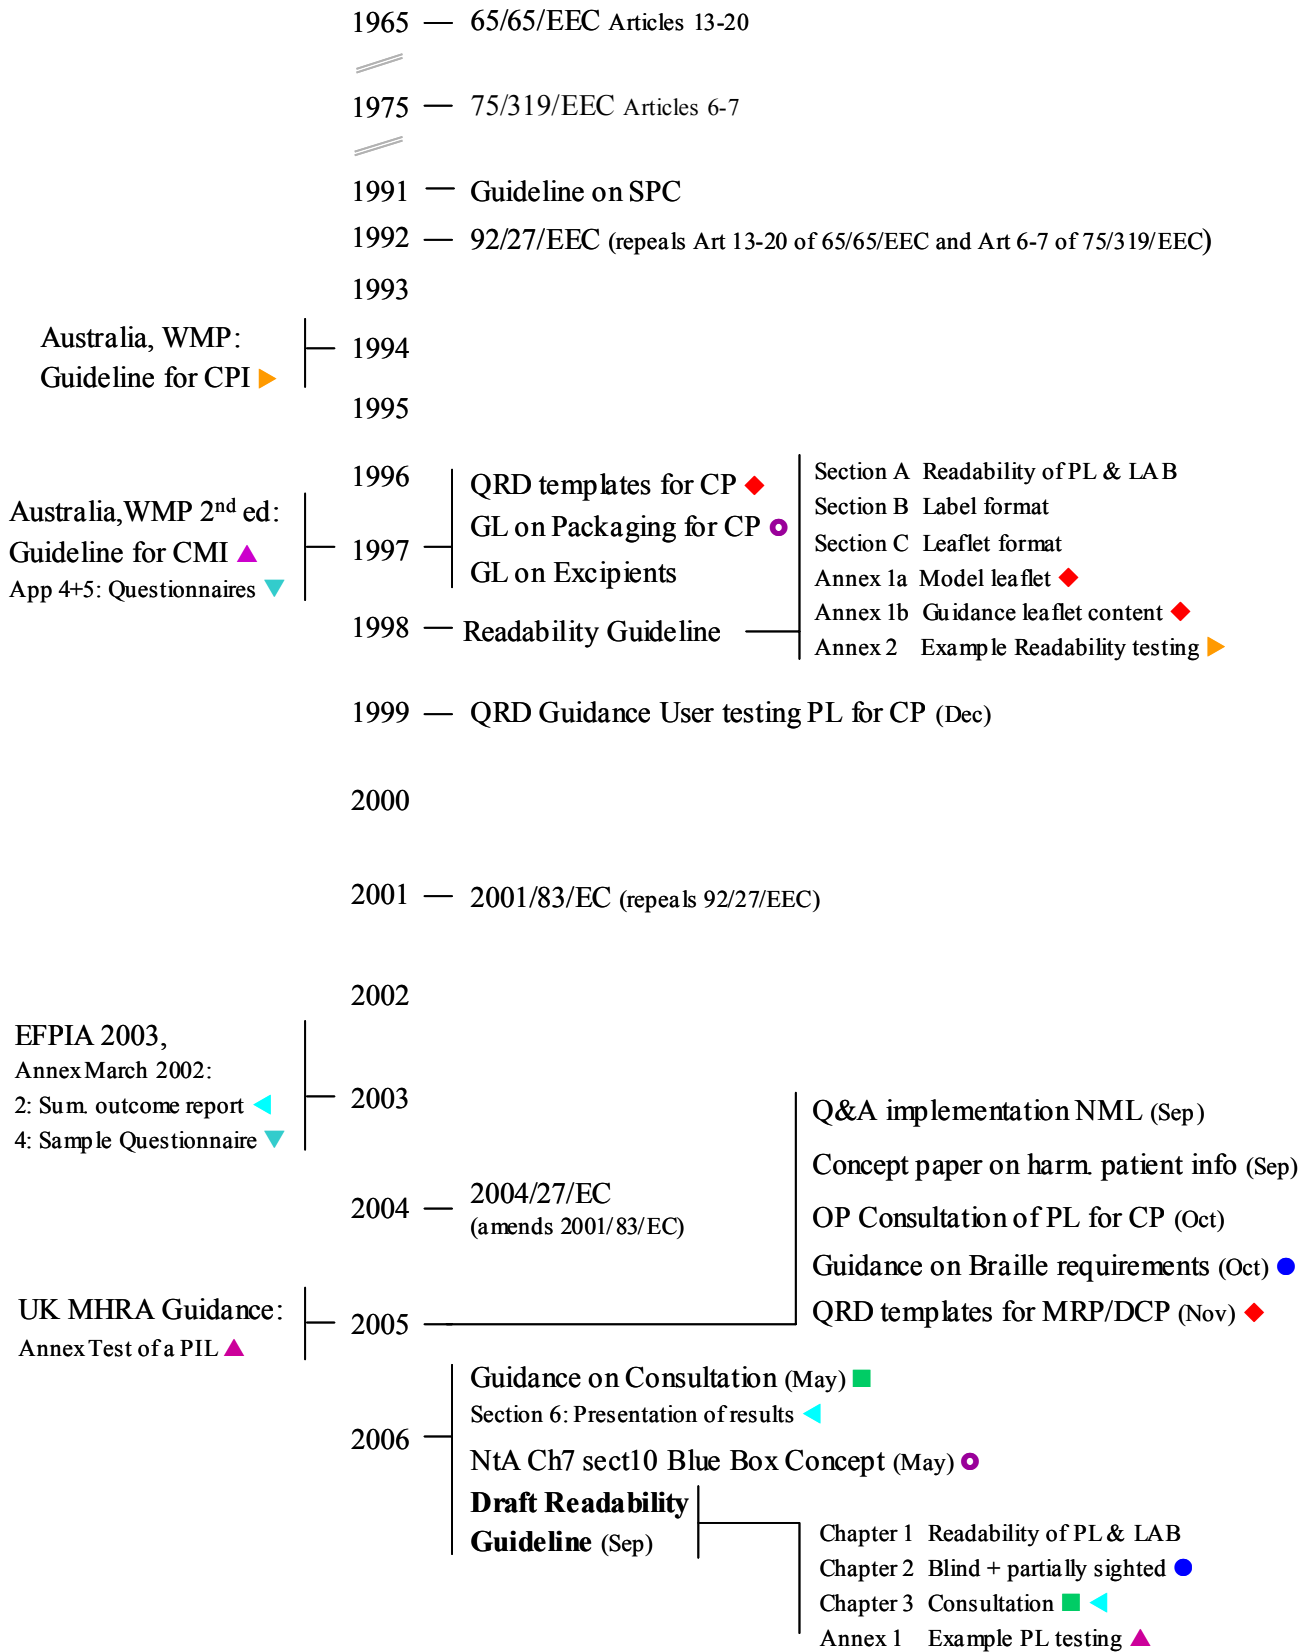 1965 65/65/EEC Articles 13-20
1975 75/319/EEC Articles 6-7
1991 Guideline on SPC
1992 92/27/EEC (repeals Art 13-20 of 65/65/EEC and Art 6-7 of 75/319/EEC)
1993
Australia, WMP:
Guideline for CPI
1994
1995
1996
Australia,WMP 2nd ed:
Guideline for CMI
App 4+5: Questionnaires
1997
QRD templates for CP
GL on Packaging for CP
GL on Excipients
1998 Readability Guideline
Section A Readability of PL & LAB
Section B Label format
Section C Leaflet format
Annex 1a Model leaflet
Annex 1b Guidance leaflet content
Annex 2 Example Readability testing
1999 QRD Guidance User testing PL for CP (Dec)
2000
2001 2001/83/EC (repeals 92/27/EEC)
2002
EFPIA 2003,
Annex March 2002:
2: Sum. outcome report
4: Sample Questionnaire
2003
2004 2004/27/EC
(amends 2001/83/EC)
UK MHRA Guidance:
Annex Test of a PIL
2005
Q&A implementation NML (Sep)
Concept paper on harm. patient info (Sep)
OP Consultation of PL for CP (Oct)
Guidance on Braille requirements (Oct)
QRD templates for MRP/DCP (Nov)
2006
Guidance on Consultation (May)
Section 6: Presentation of results
NtA Ch7 sect10 Blue Box Concept (May)
Draft Readability
Guideline (Sep)
Chapter 1 Readability of PL & LAB
Chapter 2 Blind + partially sighted
Chapter 3 Consultation
Annex 1 Example PL testing